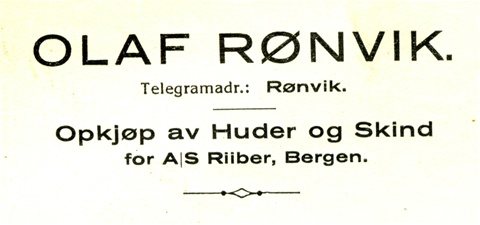 OLAF RØNVIK.
Telegramadr.: Rønvik.
Opkjøp av Huder og Skind
for A|S Riiber, Bergen.